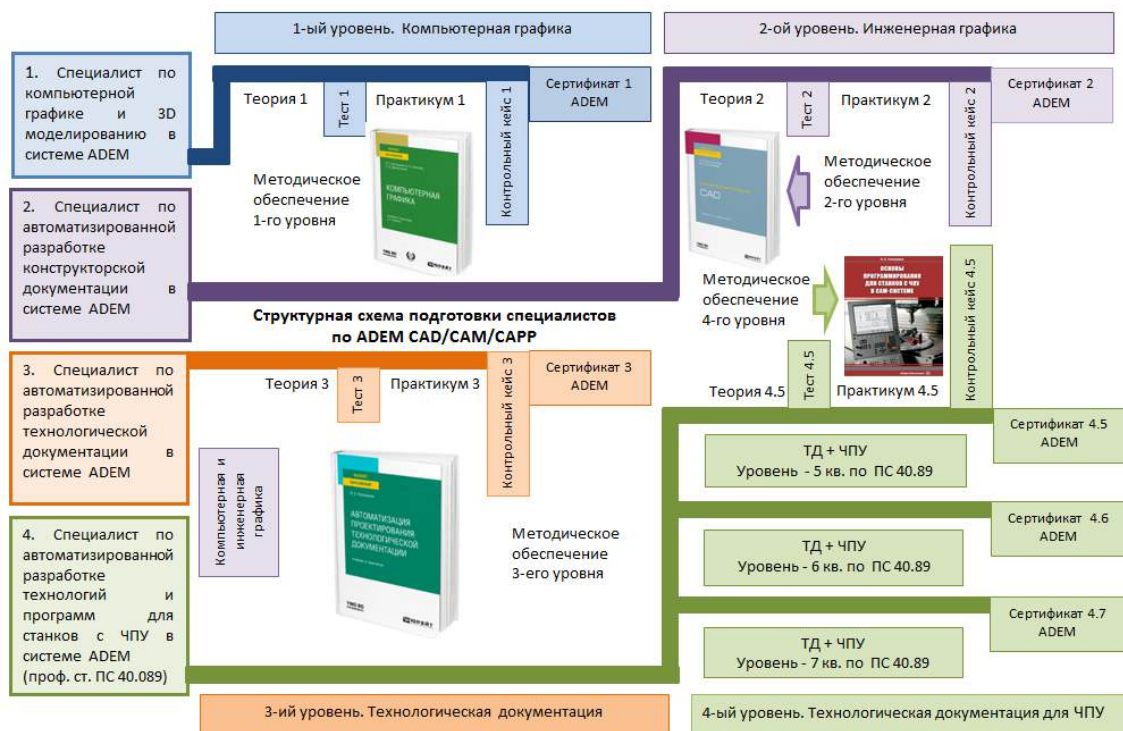 1-ый уровень. Компьютерная графика
2-ой уровень. Инженерная графика
1. Специалист по
компьютерной
графике и 3D
моделированию в
системе ADEM
Теория 1
Тест 1
Практикум 1
Контрольный кейс 1
Сертификат 1
ADEM
Методическое
обеспечение
1-го уровня
КОМПЬЮТЕРНАЯ
ГРАФИКА
Теория 2
Тест 2
Практикум 2
Контрольный кейс 2
Сертификат 2
ADEM
CAD
Методическое
обеспечение
2-го уровня
2. Специалист по
автоматизированной
разработке
конструкторской
документации в
системе ADEM
Методическое
обеспечение
4-го уровня
ОСНОВЫ
ПРОГРАММИРОВАНИЯ
ДЛЯ СТАНКОВ С ЧПУ
В CAM-СИСТЕМЕ
Контрольный кейс 4.5
Тест 4.5
Теория 4.5
Практикум 4.5
Структурная схема подготовки специалистов
по ADEM CAD/CAM/CAPP
3. Специалист по
автоматизированной
разработке
технологической
документации в
системе ADEM
Теория 3
Тест 3
Практикум 3
Контрольный кейс 3
Сертификат 3
ADEM
Компьютерная и
инженерная
графика
АВТОМАТИЗАЦИЯ
ПРОЕКТИРОВАНИЯ
ТЕХНОЛОГИЧЕСКОЙ
ДОКУМЕНТАЦИИ
юрайт
Методическое
обеспечение
3-его уровня
4. Специалист по
автоматизированной
разработке
технологий и
программ для
станков с ЧПУ в
системе ADEM
(проф. ст. ПС 40.089)
Сертификат 4.5
ADEM
ТД + ЧПУ
Уровень - 5 кв. по ПС 40.89
Сертификат 4.6
ADEM
ТД + ЧПУ
Уровень - 6 кв. по ПС 40.89
Сертификат 4.7
ADEM
ТД + ЧПУ
Уровень - 7 кв. по ПС 40.89
3-ий уровень. Технологическая документация
4-ый уровень. Технологическая документация для ЧПУ